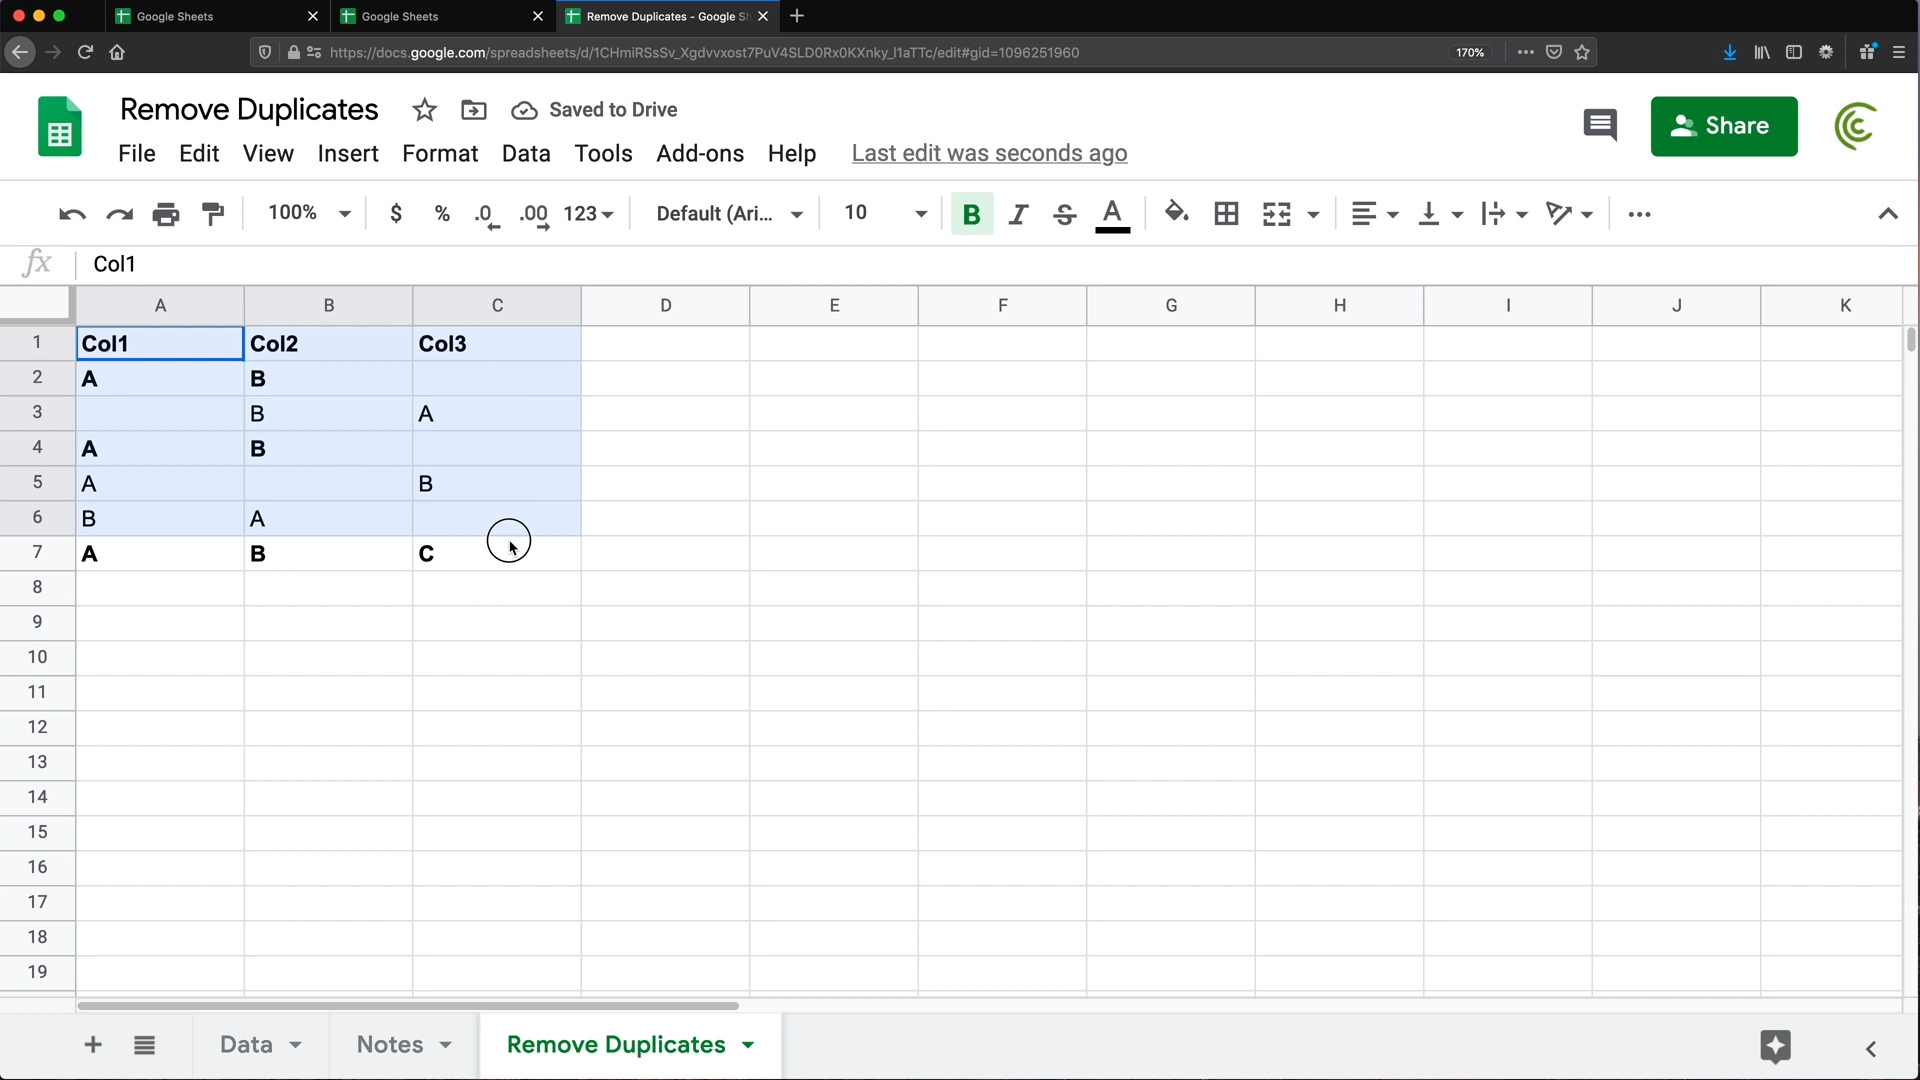 Google Sheets
Google Sheets
Remove Duplicates - Google Sh
https://docs.google.com/spreadsheets/d/1CHmiRSsSv_Xgdvvxost7PuV4SLD0Rx0KXnky_l1aTTc/edit#gid=1096251960
170%
Remove Duplicates
Saved to Drive
Share
File Edit View Insert Format Data Tools Add-ons Help Last edit was seconds ago
100% $ % .0 .00 123 Default (Ari... 10 B I S A
fx Col1
A B C D E F G H I J K
1 Col1 Col2 Col3
2 A B
3 B A
4 A B
5 A B
6 B A
7 A B C
8
9
10
11
12
13
14
15
16
17
18
19
Data Notes Remove Duplicates